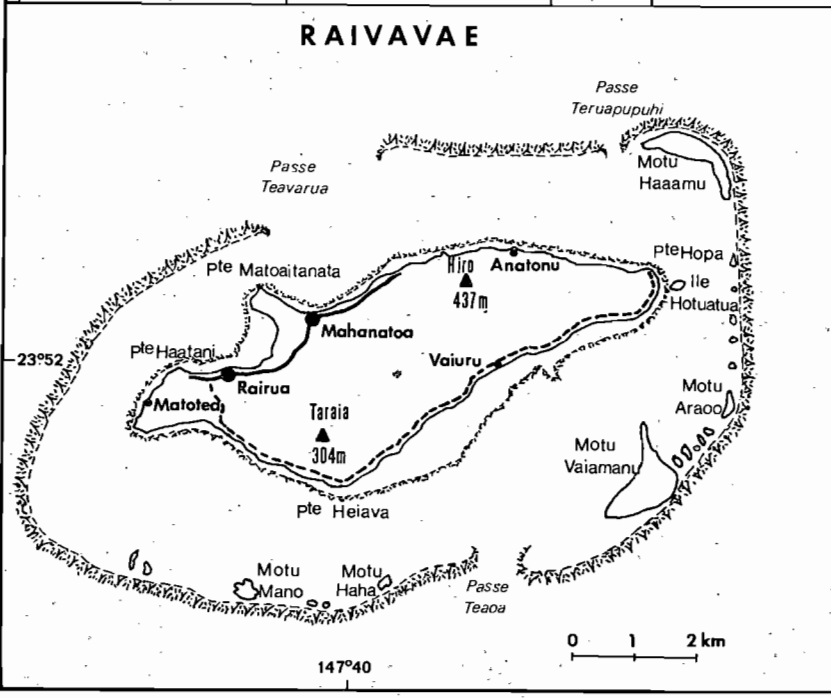 RAIVAVAE
Passe
Teruapupuhi
Passe
Teavarua
Motu
Haaamu
Pte Hopa
Pte Matoaitanata
Hiro
437m
Anatonu
Ile
Hotuatua
Mahanatoa
Pte Haatani
23°52
Vaiuru
Rairua
Matotea
Taraia
304m
Motu
Araoo
Motu
Vaiamanu
Pte Heiava
Motu
Mano
Motu
Haha
Passe
Teaoa
0 1 2 km
147°40